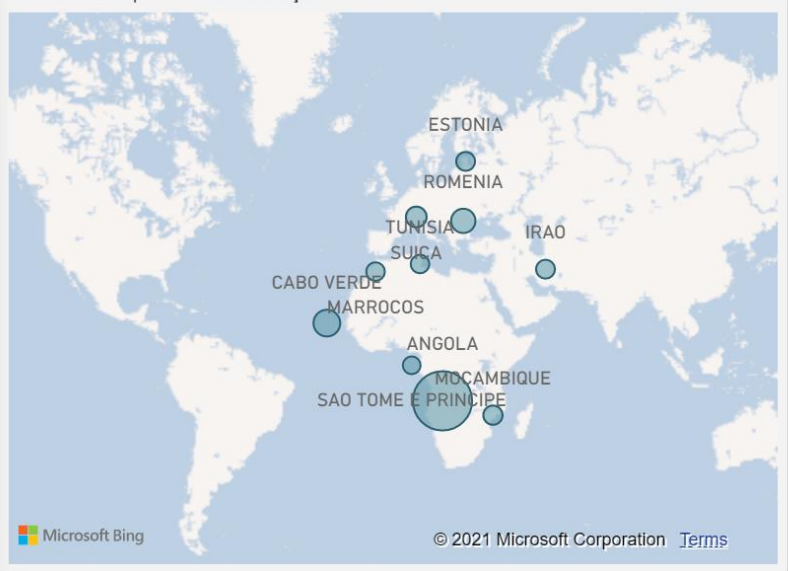 ESTONIA
ROMENIA
TUNISIA
IRAO
SUICA
CABO VERDE
MARROCOS
ANGOLA
MOCAMBIQUE
SAO TOME E PRINCIPE
Microsoft Bing
© 2021 Microsoft Corporation Terms